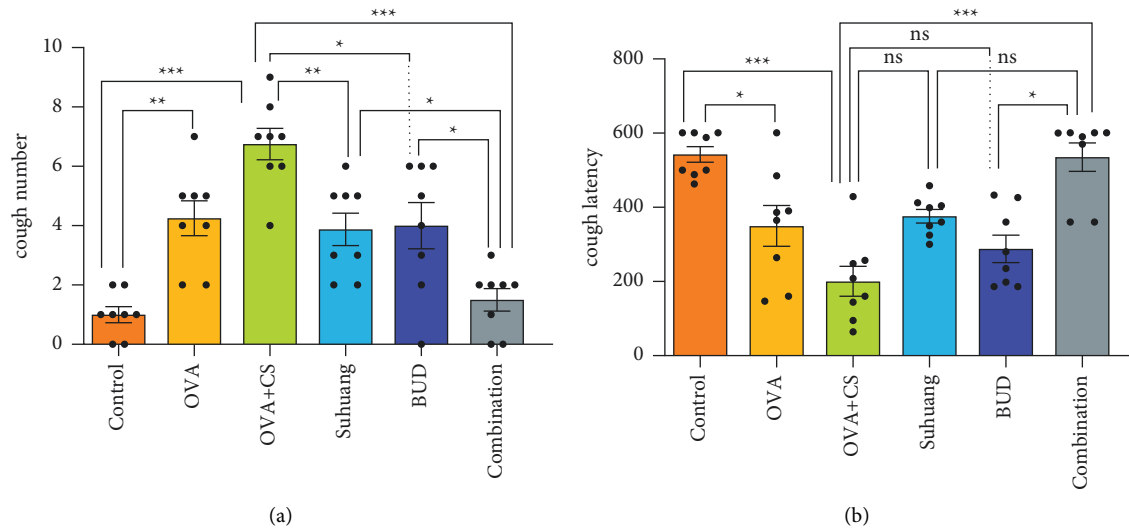 ***
*
***
**
**
*
*
10
8
6
4
2
0
cough number
Control
OVA
OVA+CS
Suhuang
BUD
Combination
(a)
***
ns
***
ns
ns
*
*
800
600
400
200
0
cough latency
Control
OVA
OVA+CS
Suhuang
BUD
Combination
(b)